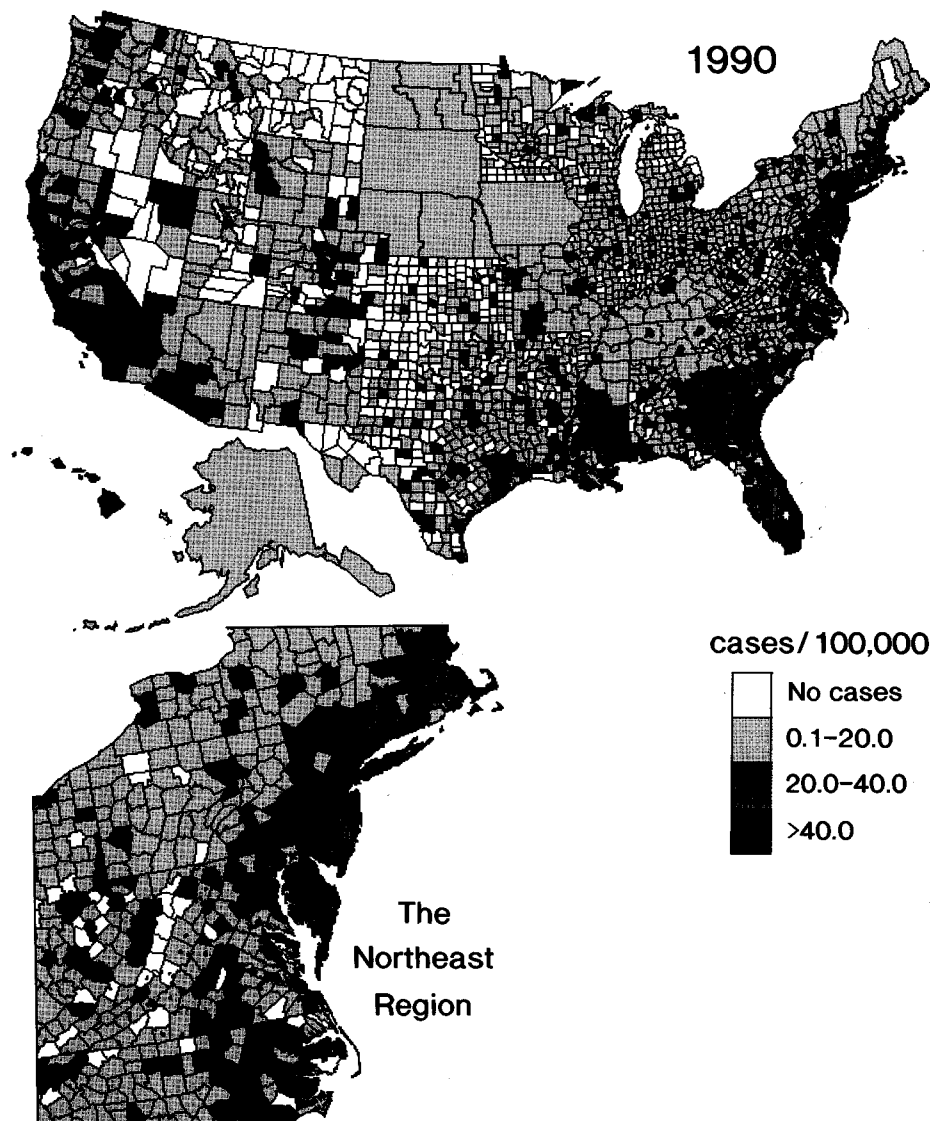 1990
cases/ 100,000
No cases
0.1–20.0
20.0–40.0
>40.0
The
Northeast
Region